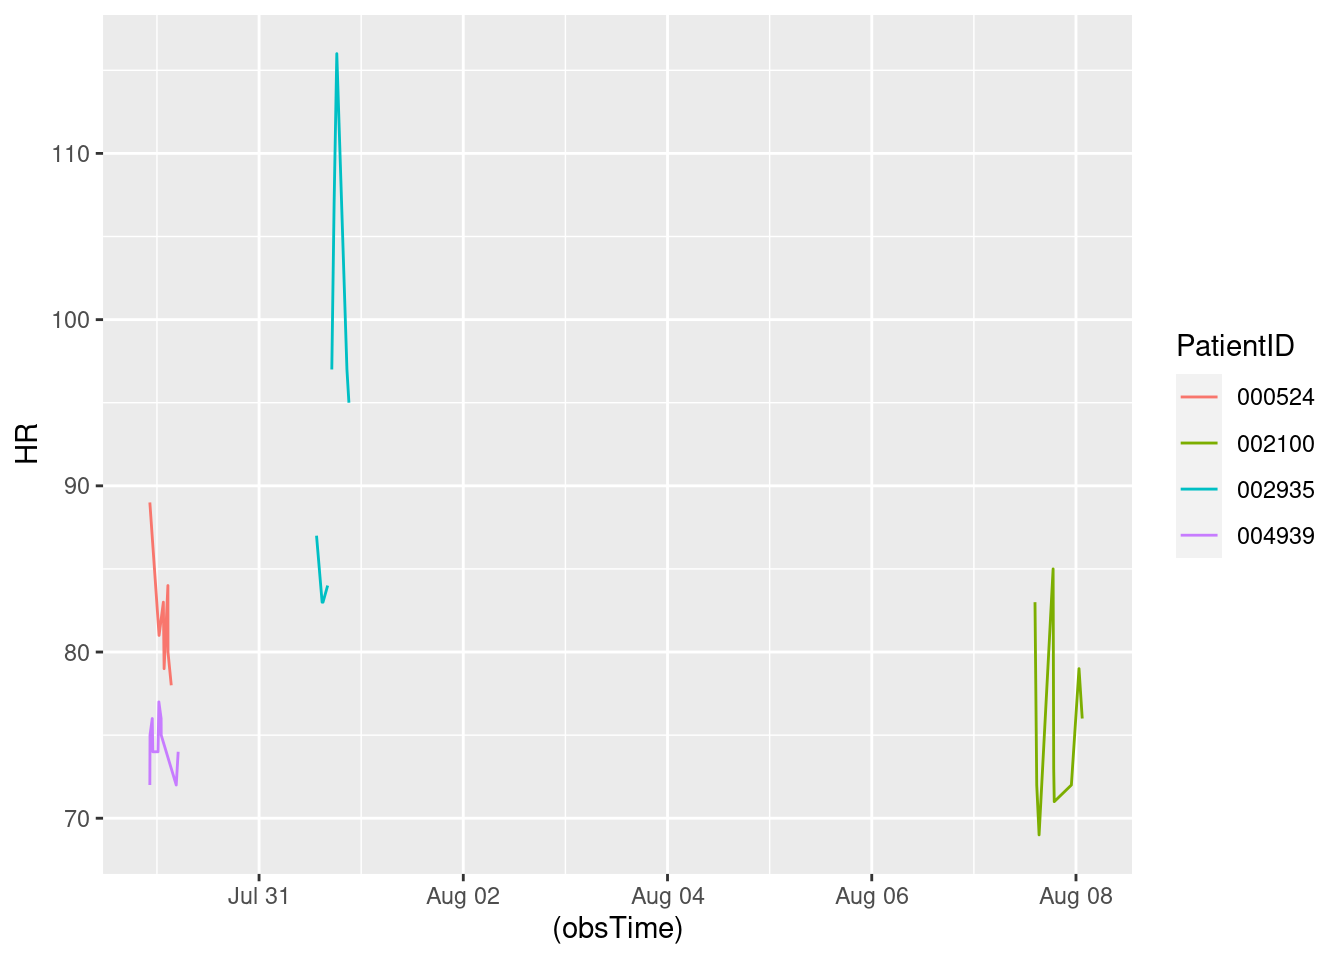 110
100
90
80
70
HR
Jul 31
Aug 02
Aug 04
Aug 06
Aug 08
(obsTime)
PatientID
000524
002100
002935
004939